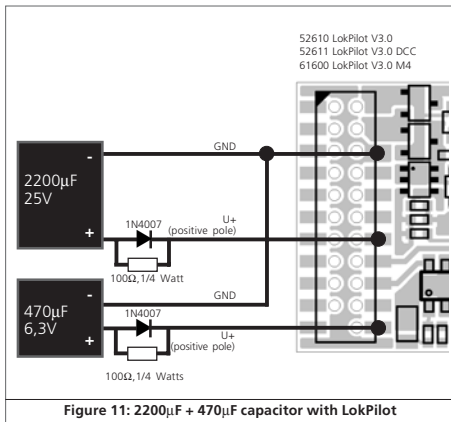 52610 LokPilot V3.0
52611 LokPilot V3.0 DCC
61600 LokPilot V3.0 M4
-
GND
2200µF
25V
1N4007
U+
(positive pole)
+
100Ω,1/4 Watt
-
GND
470µF
6,3V
1N4007
U+
(positive pole)
+
100Ω,1/4 Watts
Figure 11: 2200µF + 470µF capacitor with LokPilot